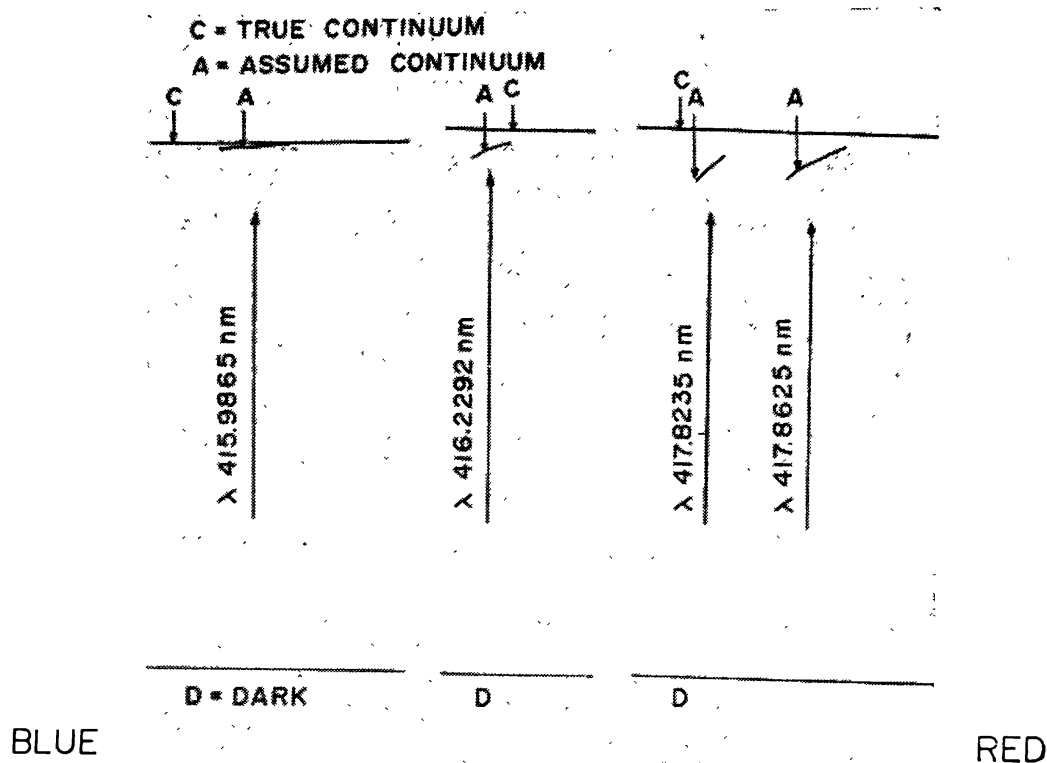 C = TRUE CONTINUUM
A = ASSUMED CONTINUUM
C A A C C A A
λ 415.9865 nm
λ 416.2292 nm
λ 417.8235 nm
λ 417.8625 nm
D = DARK D D
BLUE RED